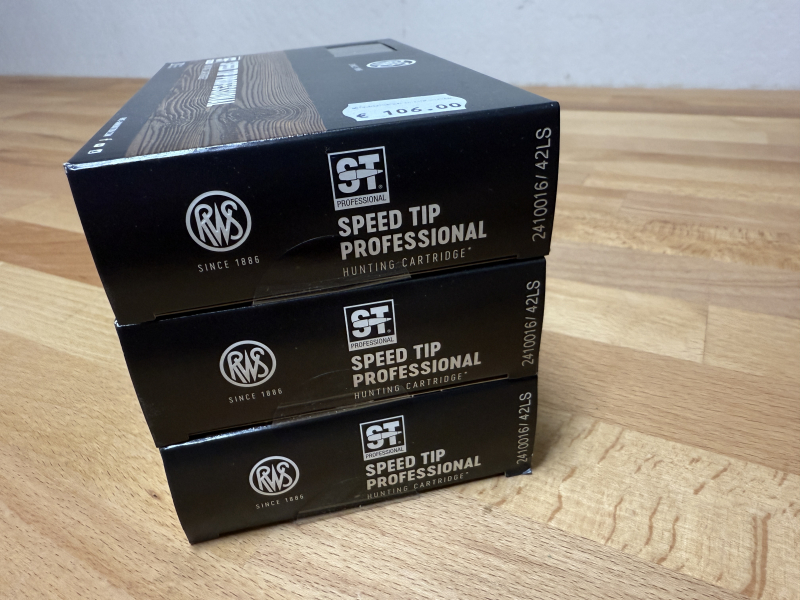 € 106.00
ST
PROFESSIONAL
RWS
SINCE 1886
SPEED TIP
PROFESSIONAL
HUNTING CARTRIDGE+
2410016/ 42LS
ST
PROFESSIONAL
RWS
SINCE 1886
SPEED TIP
PROFESSIONAL
HUNTING CARTRIDGE+
2410016/ 42LS
ST
PROFESSIONAL
RWS
SINCE 1886
SPEED TIP
PROFESSIONAL
HUNTING CARTRIDGE+
2410016/ 42LS